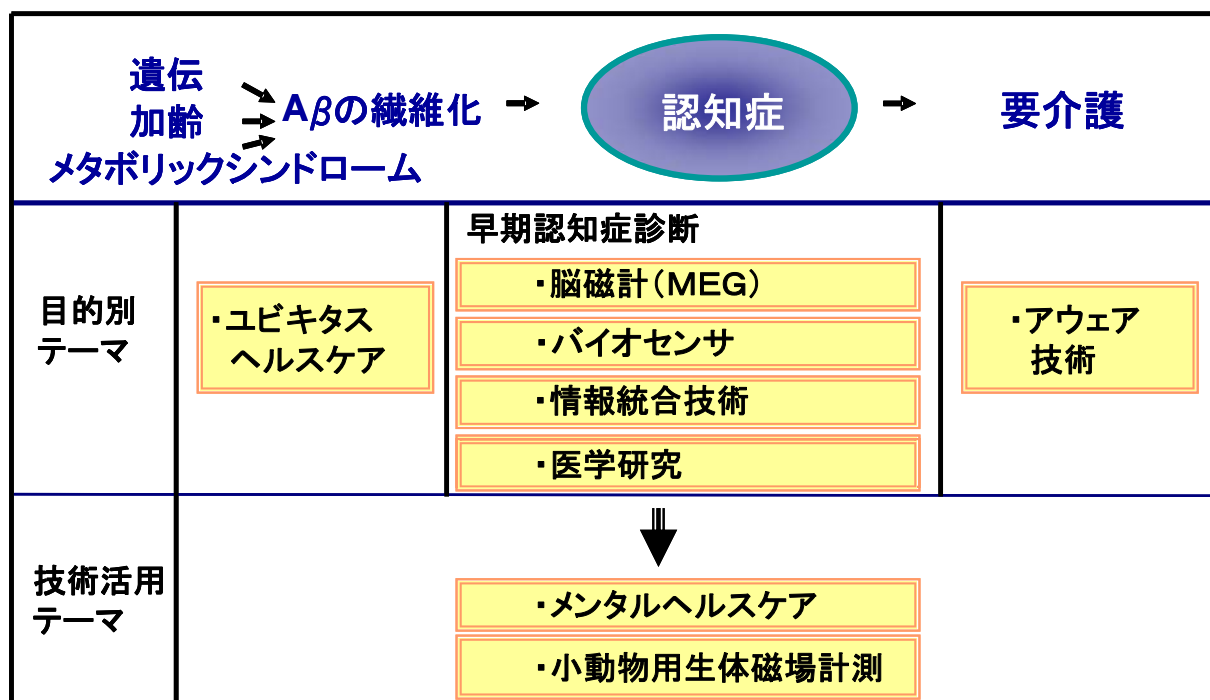 遺伝
加齢
メタボリックシンドローム
Aβの繊維化
認知症
要介護
目的別
テーマ
・ユビキタス
ヘルスケア
早期認知症診断
・脳磁計(MEG)
・バイオセンサ
・情報統合技術
・医学研究
・アウェア
技術
技術活用
テーマ
・メンタルヘルスケア
・小動物用生体磁場計測